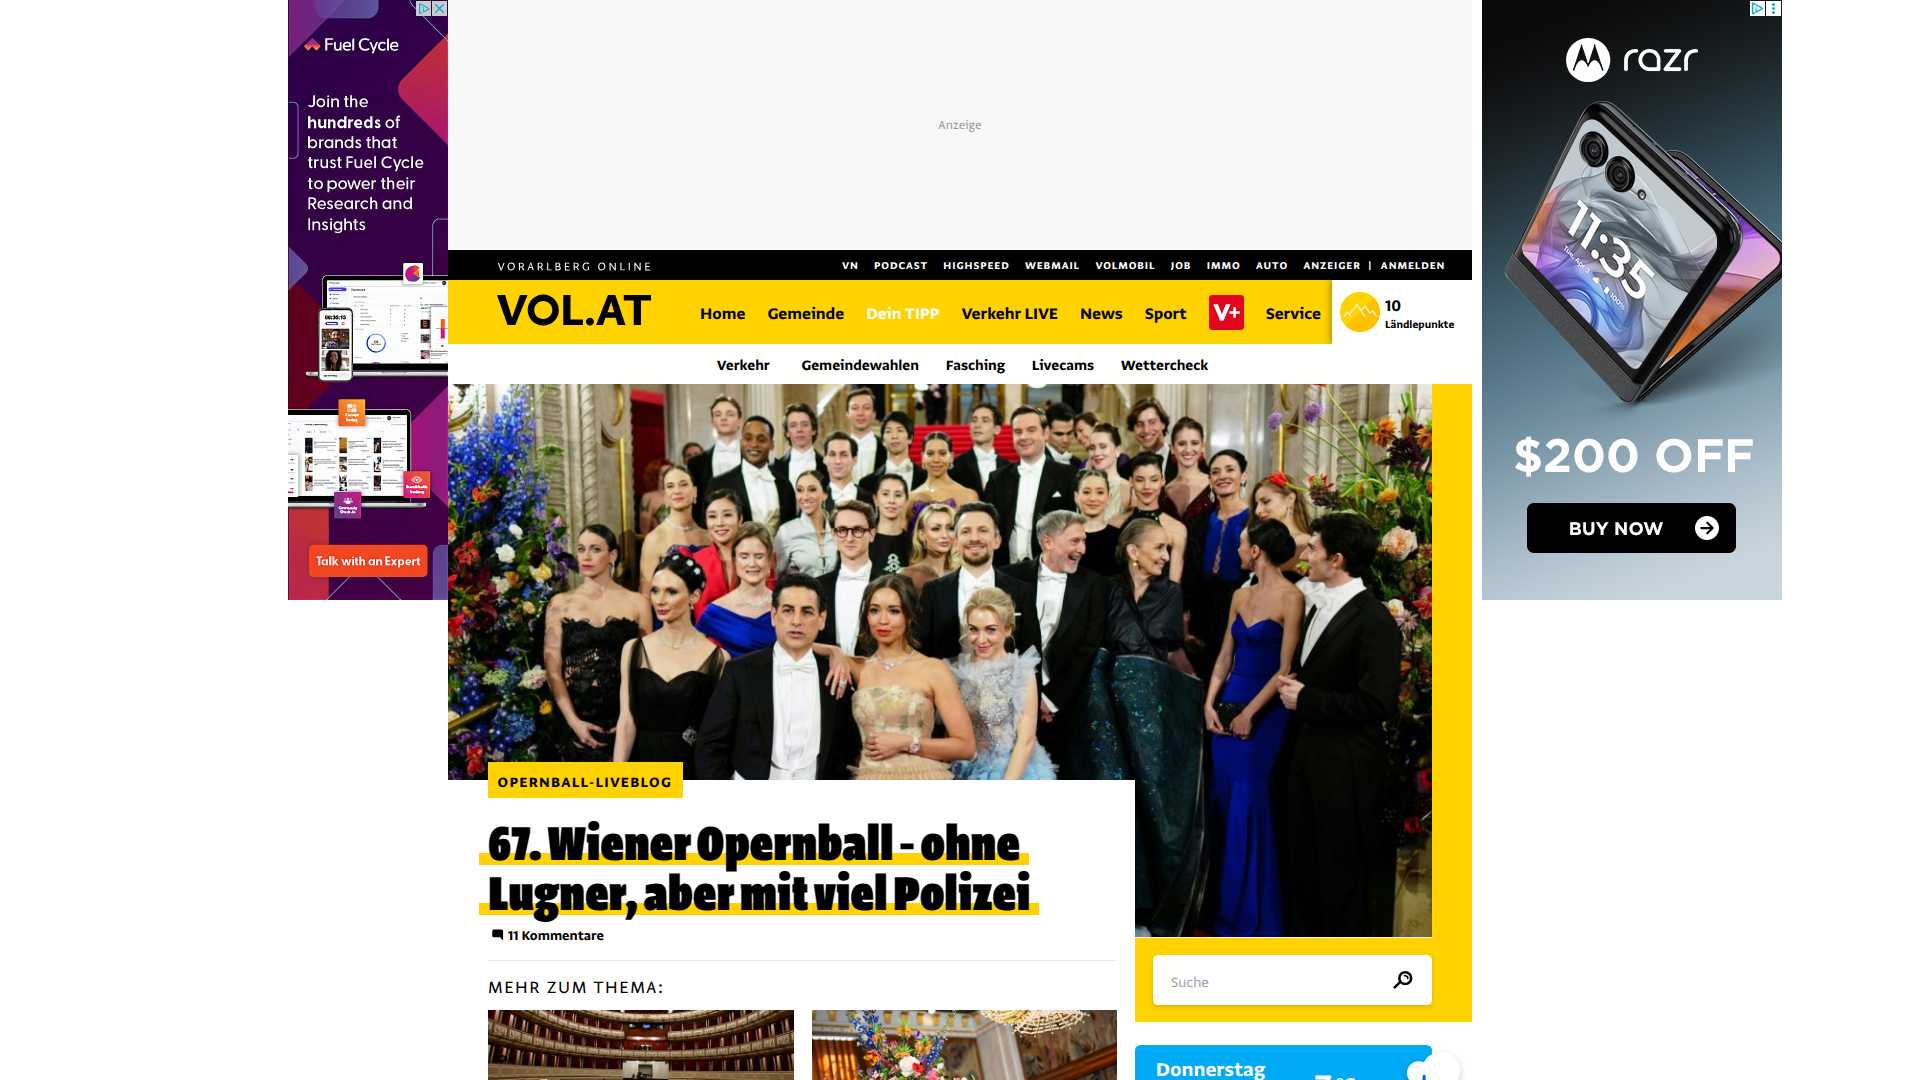 Fuel Cycle
Join the
hundreds of
brands that
trust Fuel Cycle
to power their
Research and
Insights
Talk with an Expert
Anzeige
razr
11:35
Tue, Apr 3
100%
$200 OFF
BUY NOW
VORARLBERG ONLINE
VN PODCAST HIGHSPEED WEBMAIL VOLMOBIL JOB IMMO AUTO ANZEIGER | ANMELDEN
VOL.AT
Home Gemeinde Dein TIPP Verkehr LIVE News Sport V+ Service
10
Ländlepunkte
Verkehr Gemeindewahlen Fasching Livecams Wettercheck
OPERNBALL-LIVEBLOG
67. Wiener Opernball - ohne
Lugner, aber mit viel Polizei
11 Kommentare
MEHR ZUM THEMA:
Suche
Donnerstag